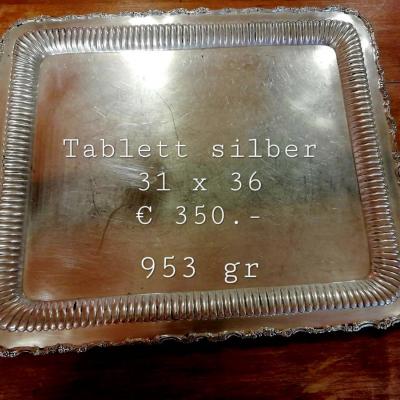 Tablett silber
31 x 36
€ 350.-
953 gr